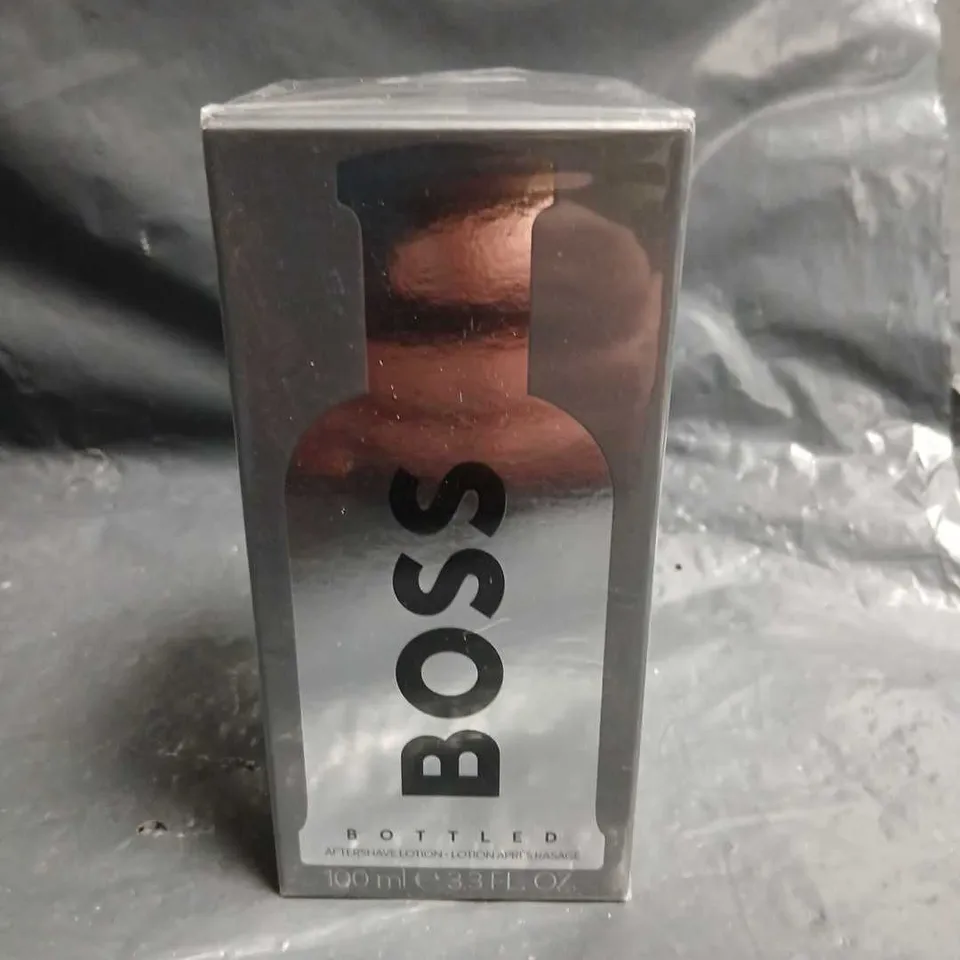 BOSS
BOTTLED
AFTERSHAVE LOTION - LOTION APRÈS RASAGE
100 ml ℮ 3.3 FL. OZ.